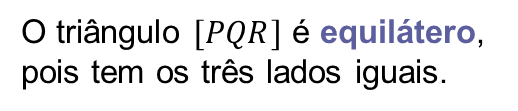 O triângulo [PQR] é equilátero,
pois tem os três lados iguais.